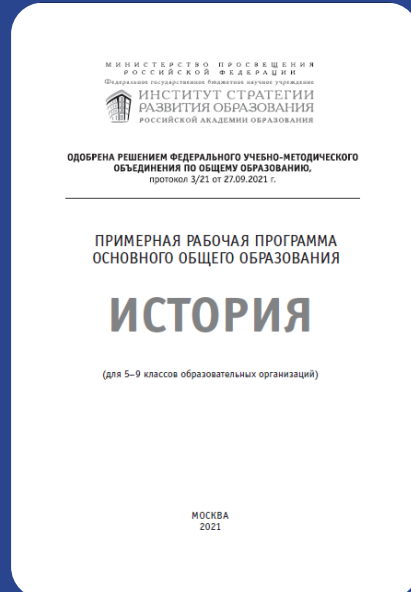 МИНИСТЕРСТВО ПРОСВЕЩЕНИЯ
РОССИЙСКОЙ ФЕДЕРАЦИИ
Федеральное государственное бюджетное научное учреждение
ИНСТИТУТ СТРАТЕГИИ
РАЗВИТИЯ ОБРАЗОВАНИЯ
РОССИЙСКОЙ АКАДЕМИИ ОБРАЗОВАНИЯ
ОДОБРЕНА РЕШЕНИЕМ ФЕДЕРАЛЬНОГО УЧЕБНО-МЕТОДИЧЕСКОГО
ОБЪЕДИНЕНИЯ ПО ОБЩЕМУ ОБРАЗОВАНИЮ,
протокол 3/21 от 27.09.2021 г.
ПРИМЕРНАЯ РАБОЧАЯ ПРОГРАММА
ОСНОВНОГО ОБЩЕГО ОБРАЗОВАНИЯ
ИСТОРИЯ
(для 5–9 классов образовательных организаций)
МОСКВА
2021